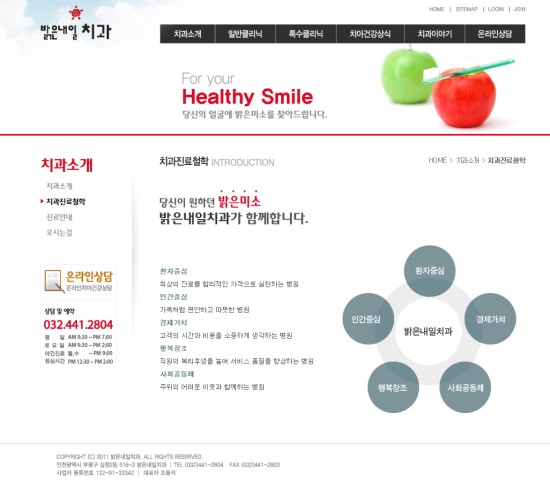 HOME | SITEMAP | LOGIN | JOIN
밝은내일 치과
치과소개 일반클리닉 특수클리닉 치아건강상식 치과이야기 온라인상담
For your
Healthy Smile
당신의 얼굴에 밝은미소를 찾아드립니다.
치과소개
치과소개
치과진료철학
진료안내
오시는길
온라인상담
온라인치아건강상담
상담 및 예약
032.441.2804
평 일 AM 9:30 ~ PM 7:00
토 요 일 AM 9:30 ~ PM 2:00
야간진료 월,수 ~PM 9:00
점심시간 PM 12:30 ~ PM 2:00
치과진료철학 INTRODUCTION
HOME > 치과소개 > 치과진료철학
당신이 원하던 밝은미소
밝은내일치과가 함께합니다.
환자중심
최상의 진료를 합리적인 가격으로 실천하는 병원
인간중심
가족처럼 편안하고 따뜻한 병원
경제가치
고객의 시간과 비용을 소중하게 생각하는 병원
행복창조
직원의 복리후생을 높여 서비스 품질을 향상하는 병원
사회공동체
주위의 어려운 이웃과 함께하는 병원
환자중심
인간중심
경제가치
밝은내일치과
행복창조
사회공동체
COPYRIGHT (C) 2011 밝은내일치과. ALL RIGHTS RESERVED.
인천광역시 부평구 십정2동 516-3 밝은내일치과 | TEL (032)441-2804 FAX (032)441-2803
사업자 등록번호 122-91-33342 | 대표자 조을석